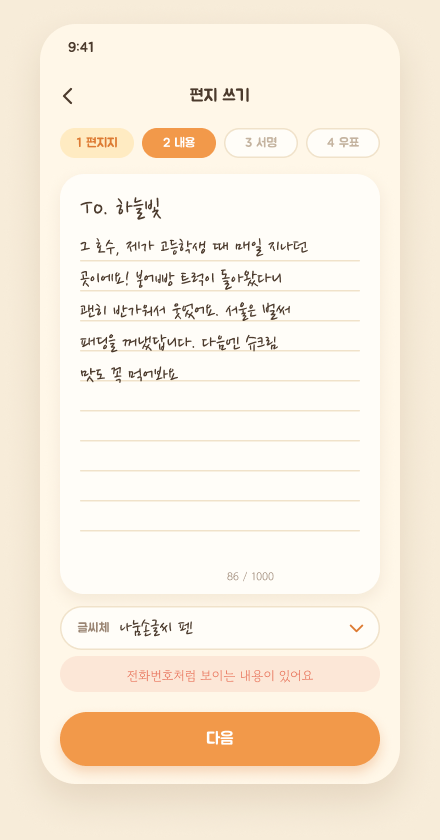 9:41
편지 쓰기
1 편지지
2 내용
3 서명
4 우표
To. 하늘빛
그 호수, 제가 고등학생 때 매일 지나던
곳이에요! 붕어빵 트럭이 돌아왔다니
괜히 반가워서 웃었어요. 서울은 벌써
패딩을 꺼냈답니다. 다음엔 슈크림
맛도 꼭 먹어봐요
86 / 1000
글씨체 나눔손글씨 펜
전화번호처럼 보이는 내용이 있어요
다음